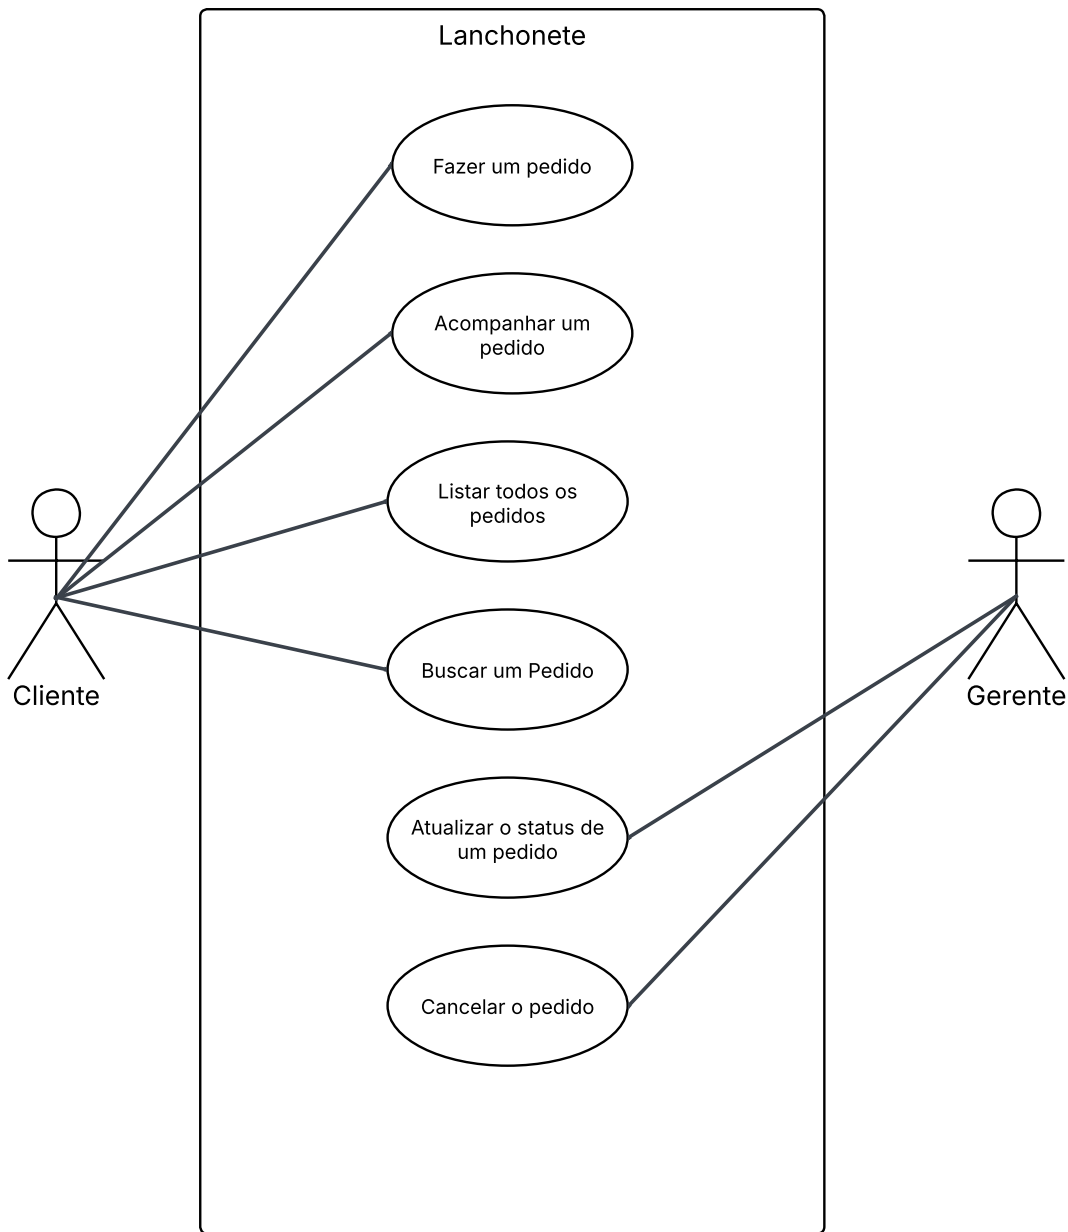 Lanchonete
Fazer um pedido
Acompanhar um
pedido
Listar todos os
pedidos
Buscar um Pedido
Cliente
Gerente
Atualizar o status de
um pedido
Cancelar o pedido